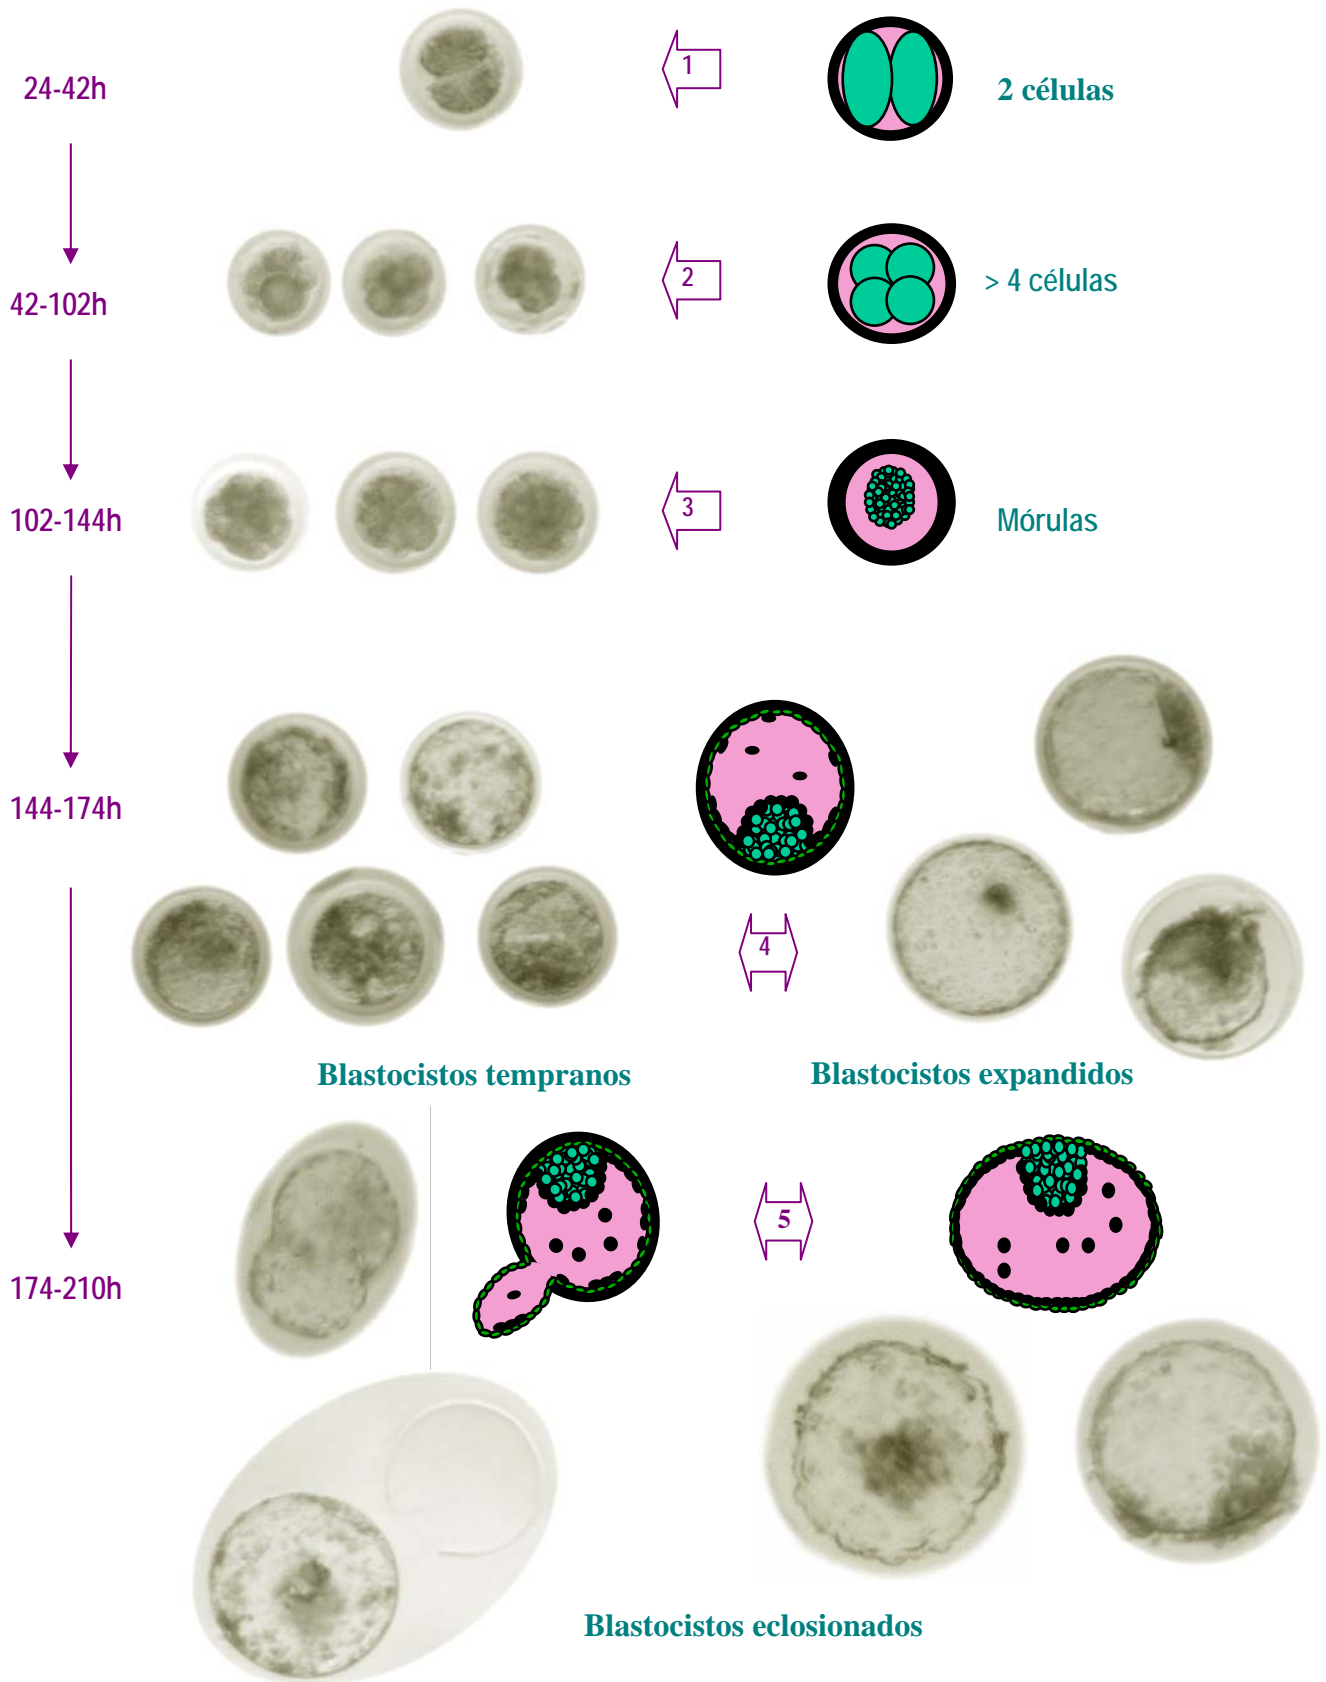 24-42h
1
2 células
42-102h
2
> 4 células
102-144h
3
Mórulas
144-174h
4
Blastocistos tempranos
Blastocistos expandidos
174-210h
5
Blastocistos eclosionados